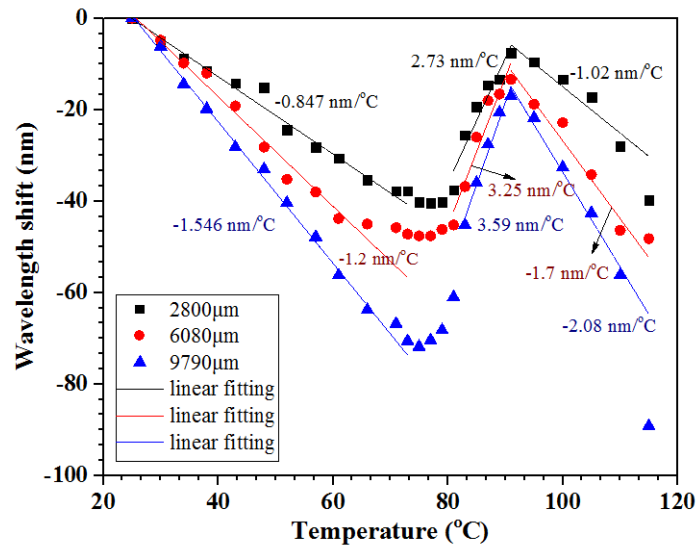 0
-20
-40
-60
-80
-100
20
40
60
80
100
120
Wavelength shift (nm)
Temperature (°C)
-0.847 nm/°C
2.73 nm/°C
-1.02 nm/°C
-1.546 nm/°C
-1.2 nm/°C
3.25 nm/°C
3.59 nm/°C
-1.7 nm/°C
-2.08 nm/°C
2800μm
6080μm
9790μm
linear fitting
linear fitting
linear fitting